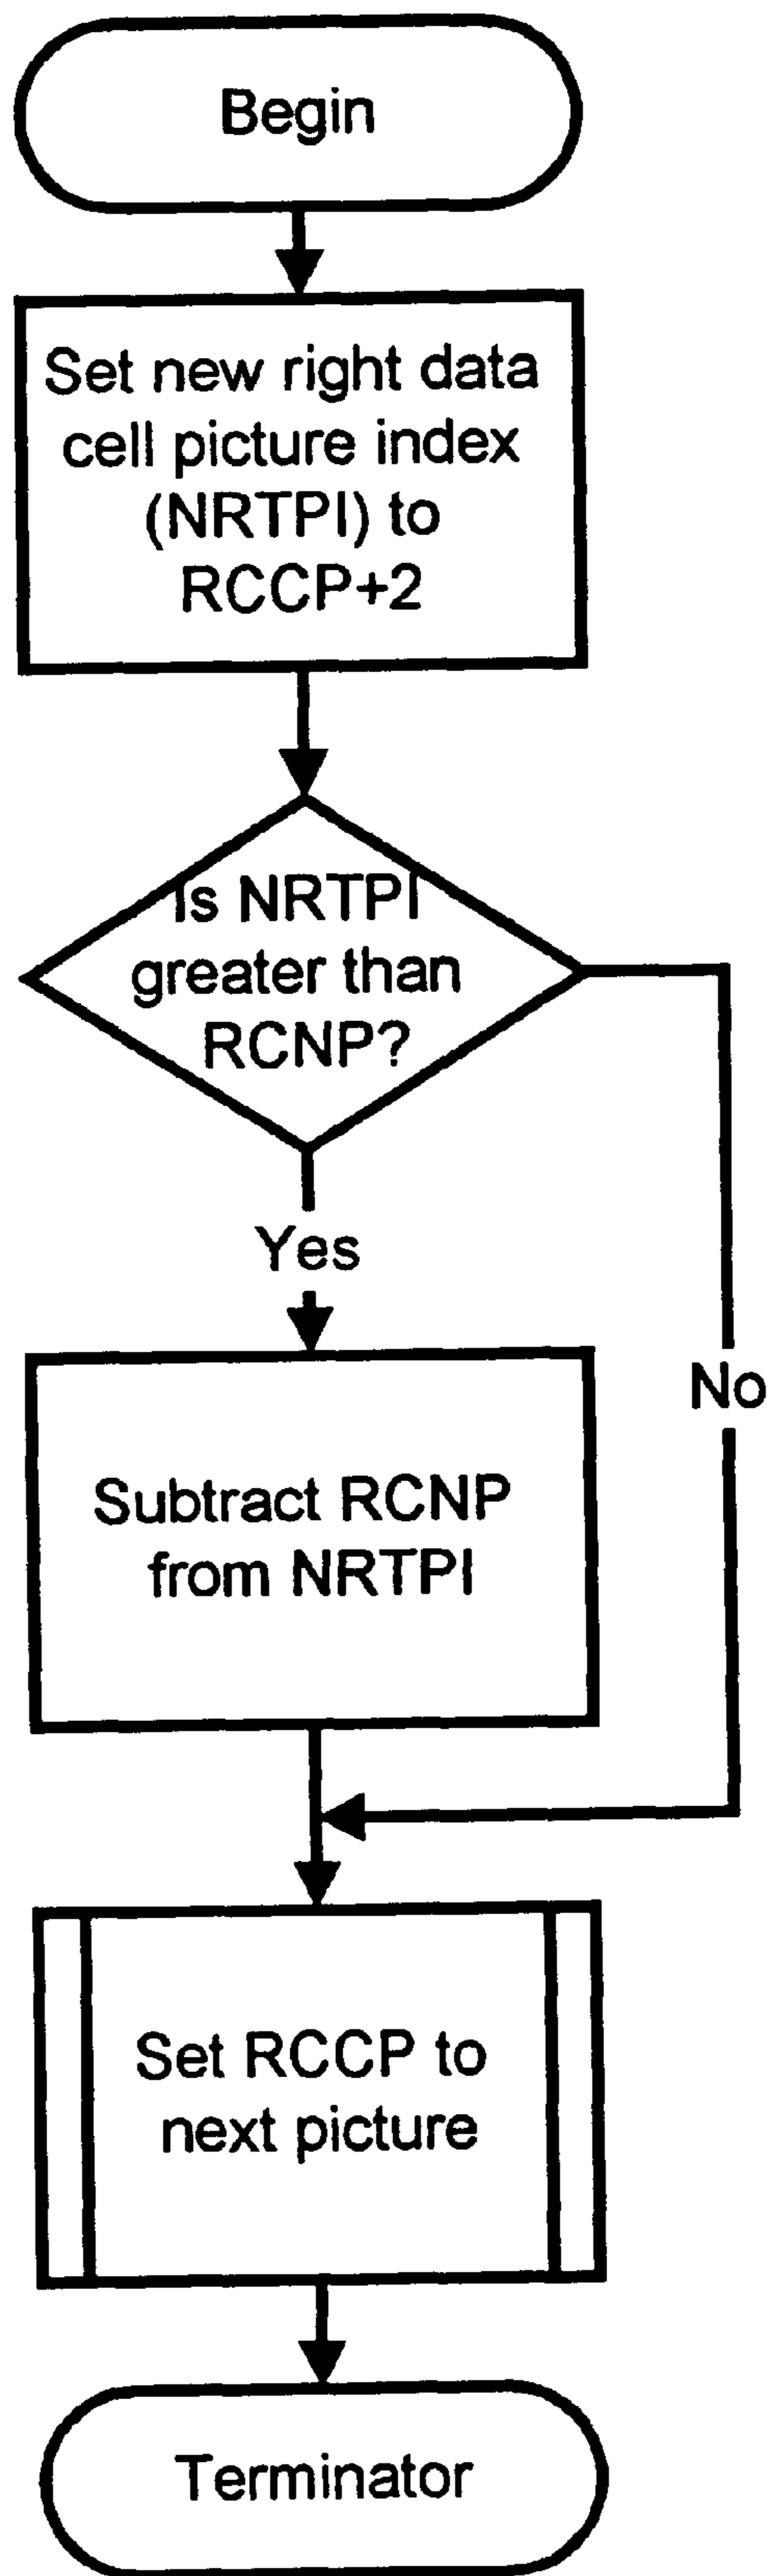 Begin
Set new right data
cell picture index
(NRTPI) to
RCCP+2
Is NRTPI
greater than
RCNP?
Yes
No
Subtract RCNP
from NRTPI
Set RCCP to
next picture
Terminator